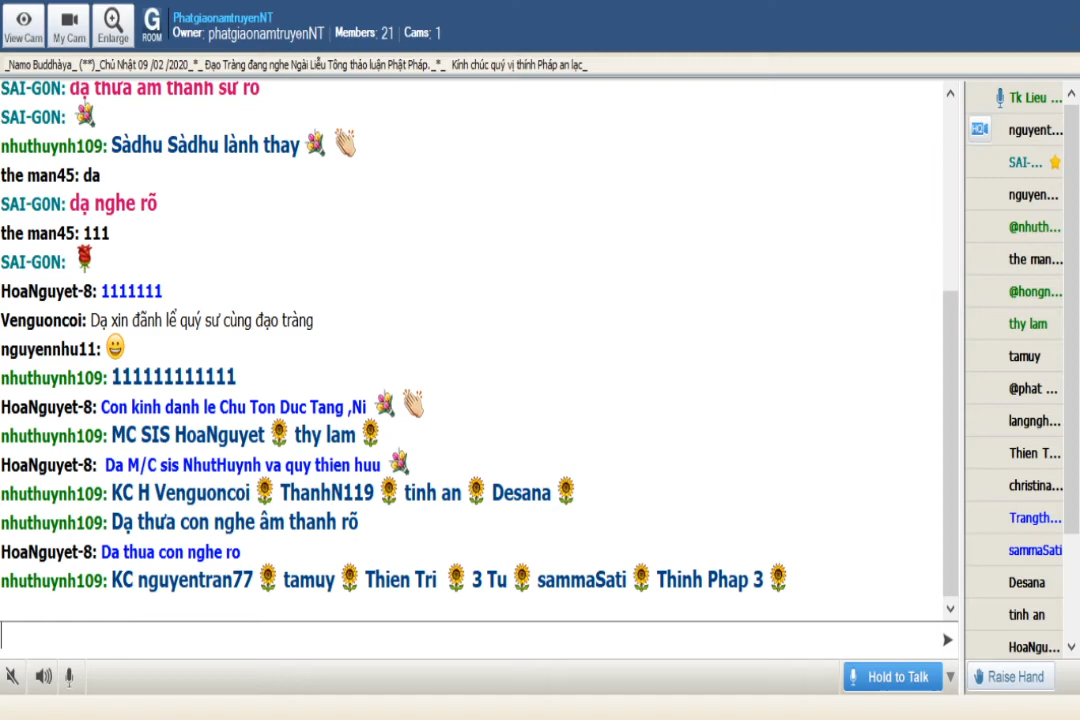 PhatgiaonamtruyenNT
Owner: phatgiaonamtruyenNT Members: 21 Cams: 1
View Cam My Cam Enlarge G ROOM
_Namo Buddhàya_ (**)_Chủ Nhật 09 /02 /2020_*_ Đạo Tràng đang nghe Ngài Liễu Tông thảo luận Phật Pháp._*_ Kính chúc quý vị thính Pháp an lạc_
SAI-G0N: dạ thưa âm thanh sư rõ
SAI-G0N:
nhuthuynh109: Sàdhu Sàdhu lành thay
the man45: da
SAI-G0N: dạ nghe rõ
the man45: 111
SAI-G0N:
HoaNguyet-8: 1111111
Venguoncoi: Dạ xin đãnh lể quý sư cùng đạo tràng
nguyennhu11:
nhuthuynh109: 111111111111
HoaNguyet-8: Con kinh danh le Chu Ton Duc Tang ,Ni
nhuthuynh109: MC SIS HoaNguyet thy lam
HoaNguyet-8: Da M/C sis NhutHuynh va quy thien huu
nhuthuynh109: KC H Venguoncoi ThanhN119 tinh an Desana
nhuthuynh109: Dạ thưa con nghe âm thanh rõ
HoaNguyet-8: Da thua con nghe ro
nhuthuynh109: KC nguyentran77 tamuy Thien Tri 3 Tu sammaSati Thinh Phap 3
Tk Lieu ...
nguyent...
SAI-...
nguyen...
@nhuth...
the man...
@hongn...
thy lam
tamuy
@phat ...
langngh...
Thien T...
christina...
Trangth...
sammaSati
Desana
tinh an
HoaNgu...
Hold to Talk
Raise Hand